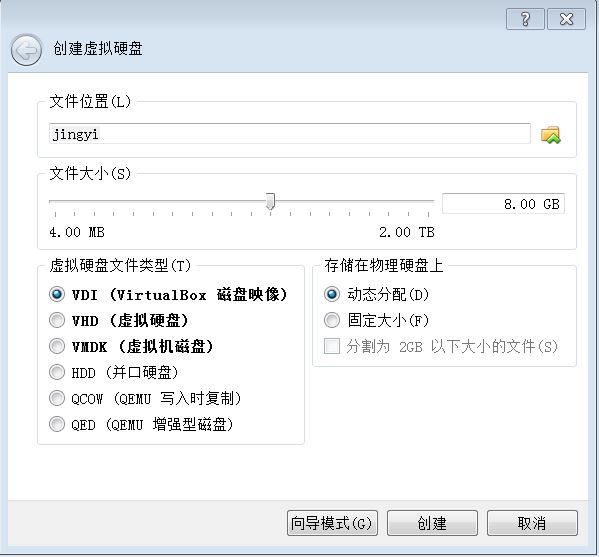 创建虚拟硬盘
文件位置(L)
jingyi
文件大小(S)
8.00 GB
4.00 MB 2.00 TB
虚拟硬盘文件类型(T)
VDI (VirtualBox 磁盘映像)
VHD (虚拟硬盘)
VMDK (虚拟机磁盘)
HDD (并口硬盘)
QCOW (QEMU 写入时复制)
QED (QEMU 增强型磁盘)
存储在物理硬盘上
动态分配(D)
固定大小(F)
分割为 2GB 以下大小的文件(S)
向导模式(G) 创建 取消